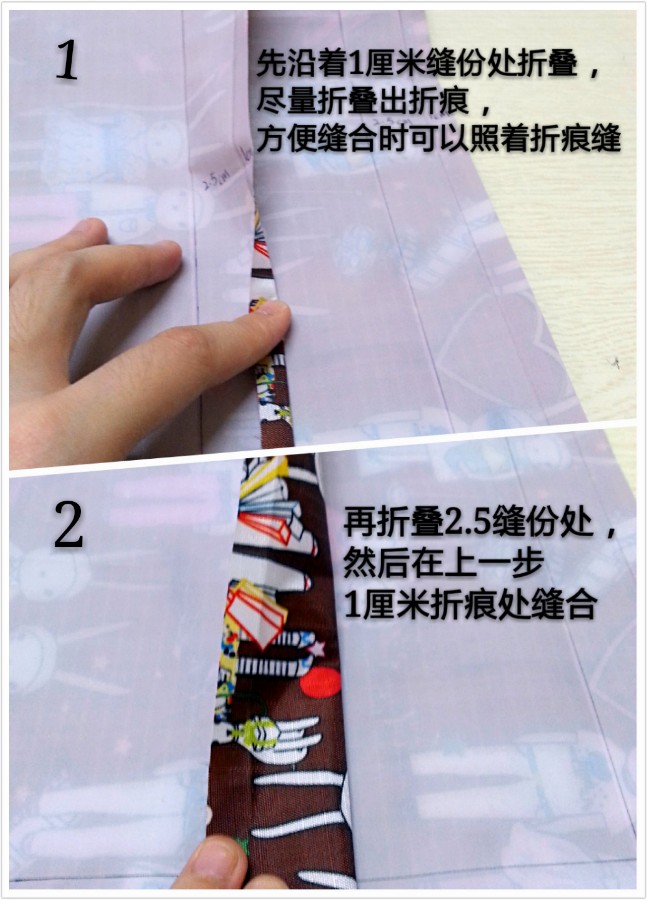 1
先沿着1厘米缝份处折叠，
尽量折叠出折痕，
方便缝合时可以照着折痕缝
2.5cm
2.5cm
2
再折叠2.5缝份处，
然后在上一步
1厘米折痕处缝合